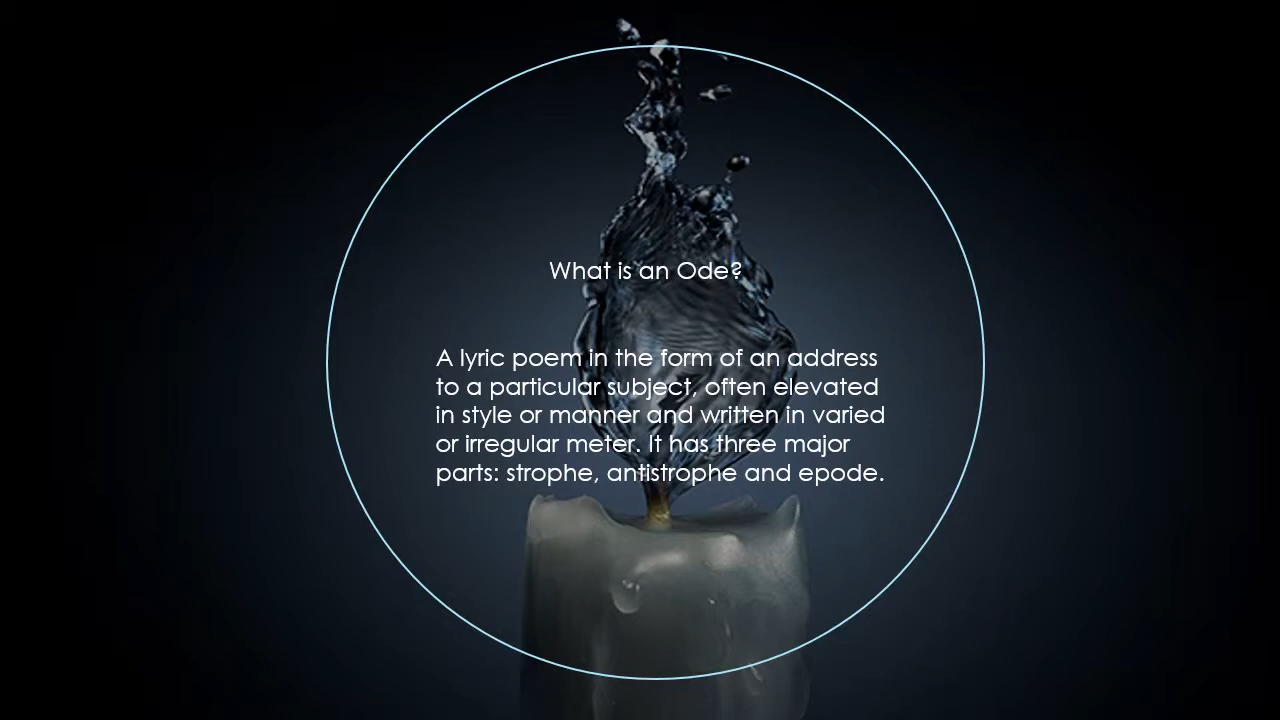 What is an Ode?
A lyric poem in the form of an address
to a particular subject, often elevated
in style or manner and written in varied
or irregular meter. It has three major
parts: strophe, antistrophe and epode.